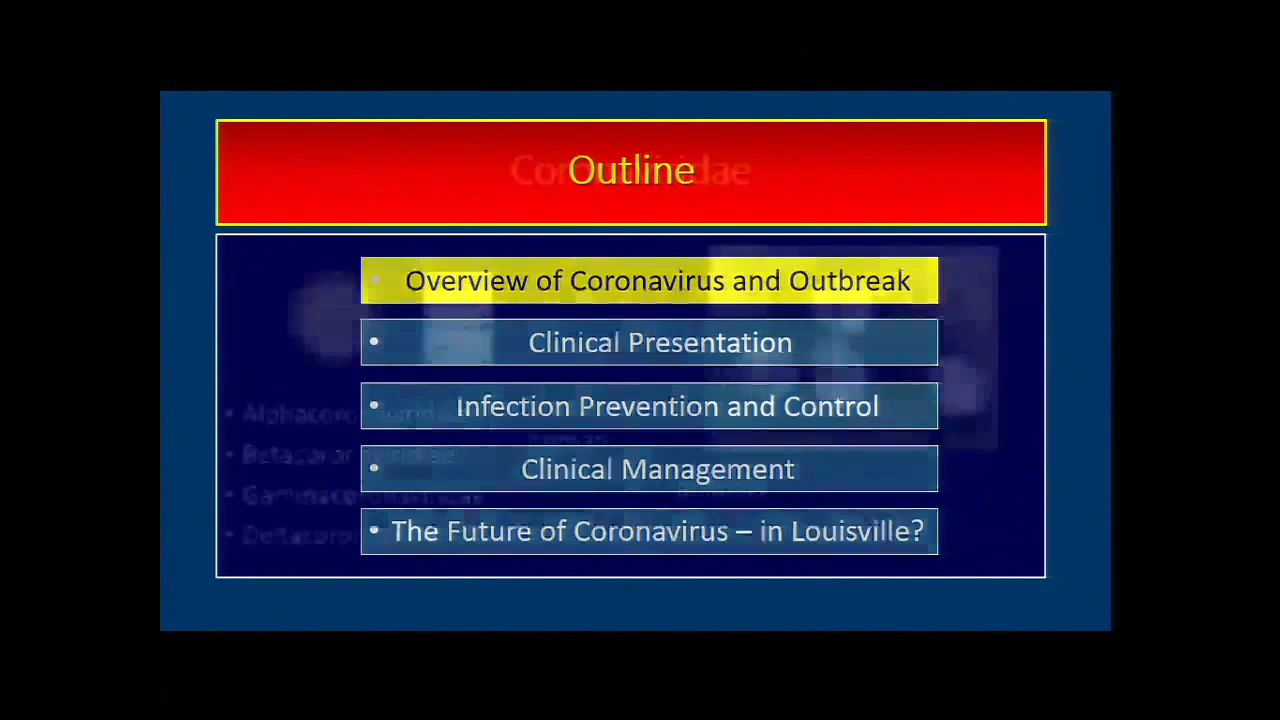 Outline
• Overview of Coronavirus and Outbreak
• Clinical Presentation
• Infection Prevention and Control
• Clinical Management
• The Future of Coronavirus – in Louisville?